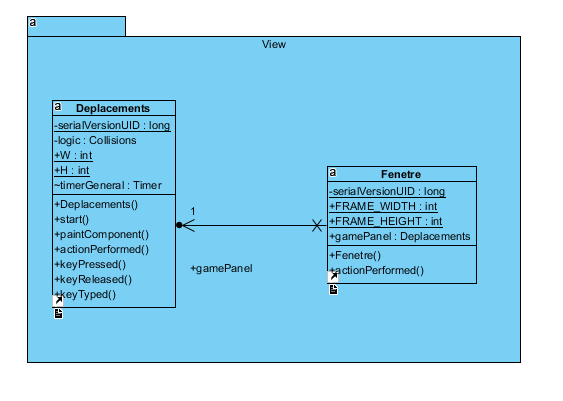 a
View
a
Deplacements
-serialVersionUID : long
-logic : Collisions
+W : int
+H : int
~timerGeneral : Timer
+Deplacements()
+start()
+paintComponent()
+actionPerformed()
+keyPressed()
+keyReleased()
+keyTyped()
1
+gamePanel
a
Fenetre
-serialVersionUID : long
+FRAME_WIDTH : int
+FRAME_HEIGHT : int
+gamePanel : Deplacements
+Fenetre()
+actionPerformed()